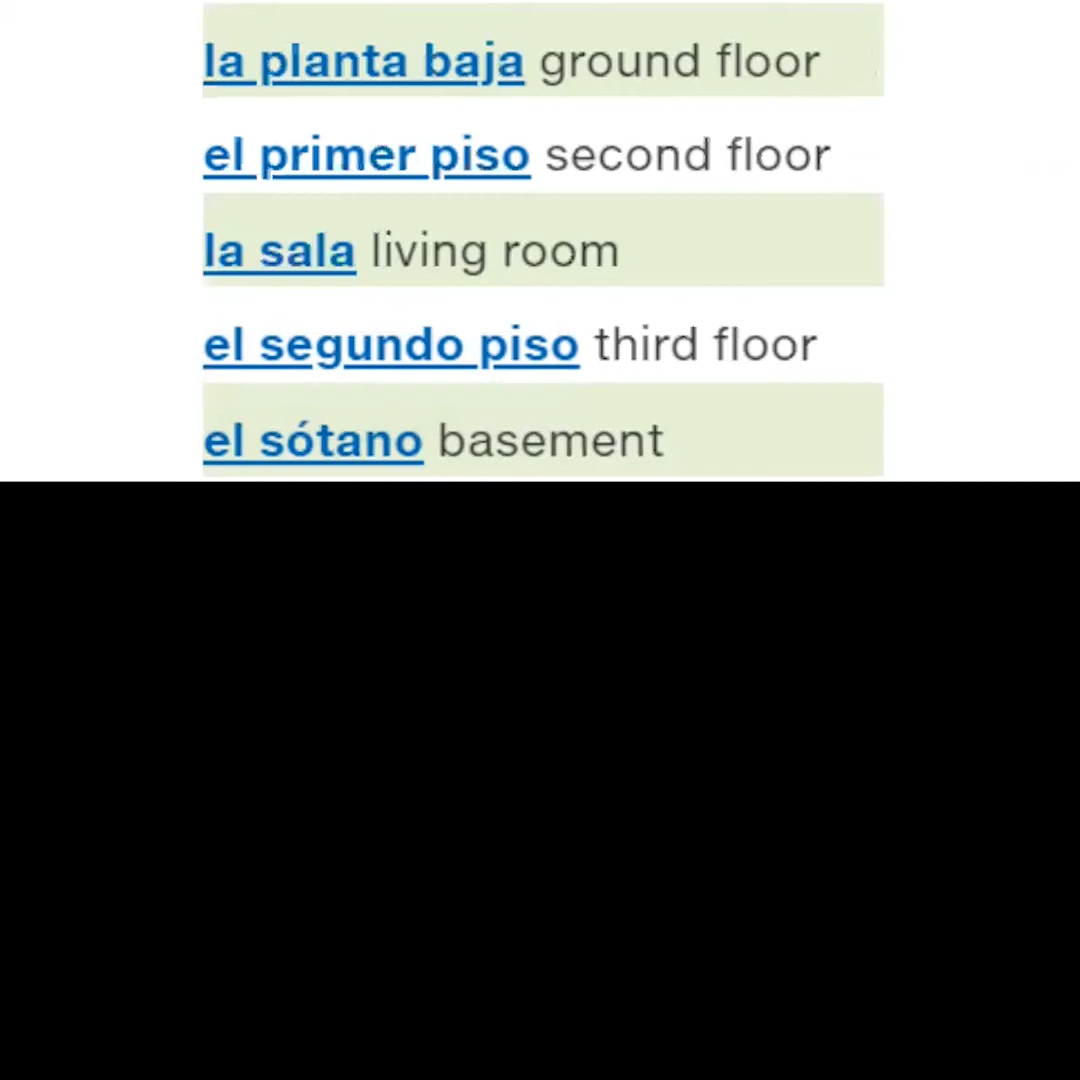 la planta baja ground floor
el primer piso second floor
la sala living room
el segundo piso third floor
el sótano basement